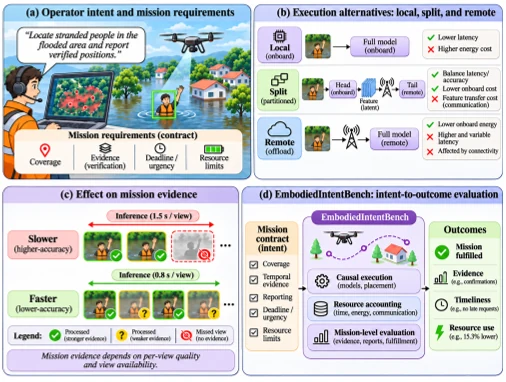 (a) Operator intent and mission requirements
"Locate stranded people in the
flooded area and report
verified positions."
Mission requirements (contract)
Coverage
Evidence
(verification)
Deadline /
urgency
Resource
limits
(b) Execution alternatives: local, split, and remote
Local
(onboard)
Full model
(onboard)
Lower latency
Higher energy cost
Split
(partitioned)
Head
(onboard)
Feature
(latent)
Tail
(remote)
Balance latency/
accuracy
Lower onboard cost
Feature transfer cost
(communication)
Remote
(offload)
Full model
(remote)
Lower onboard energy
Higher and variable
latency
Affected by connectivity
(c) Effect on mission evidence
Inference (1.5 s / view)
Slower
(higher-accuracy)
...
Inference (0.8 s / view)
Faster
(lower-accuracy)
? ?
...
Legend:
Processed
(stronger evidence)
?
Processed
(weaker evidence)
Missed view
(no evidence)
Mission evidence depends on per-view quality
and view availability.
(d) EmbodiedIntentBench: intent-to-outcome evaluation
Mission
contract
(intent)
Coverage
Temporal
evidence
Reporting
Deadline /
urgency
Resource
limits
EmbodiedIntentBench
Causal execution
(models, placement)
Resource accounting
(time, energy, communication)
Mission-level evaluation
(evidence, reports, fulfillment)
Outcomes
Mission
fulfilled
Evidence
(e.g., confirmations)
Timeliness
(e.g., no late requests)
Resource use
(e.g., 15.3% lower)